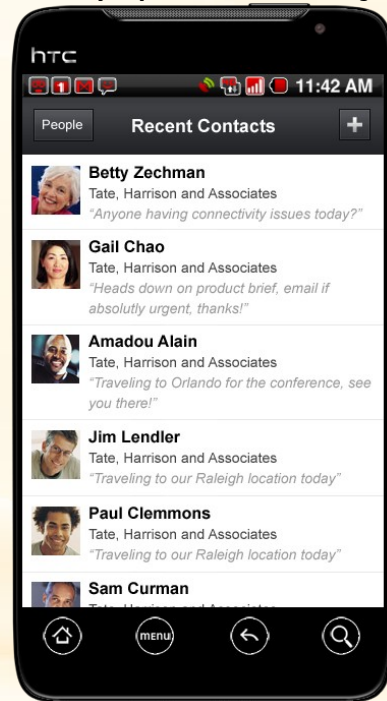 hTC
1
11:42 AM
People
Recent Contacts
+
Betty Zechman
Tate, Harrison and Associates
“Anyone having connectivity issues today?”
Gail Chao
Tate, Harrison and Associates
“Heads down on product brief, email if
absolutly urgent, thanks!”
Amadou Alain
Tate, Harrison and Associates
“Traveling to Orlando for the conference, see
you there!”
Jim Lendler
Tate, Harrison and Associates
“Traveling to our Raleigh location today”
Paul Clemmons
Tate, Harrison and Associates
“Traveling to our Raleigh location today”
Sam Curman
MENU